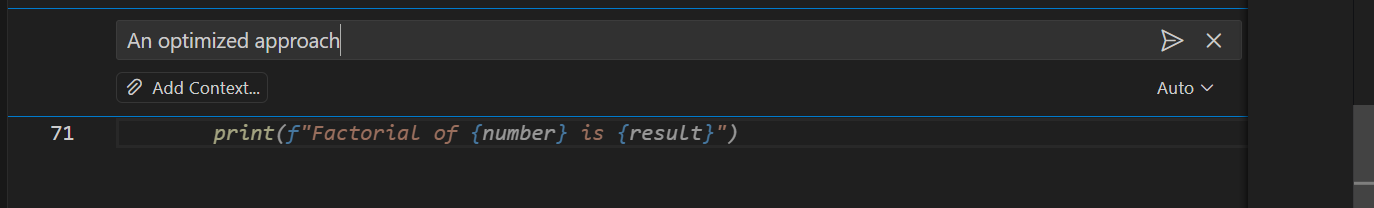 An optimized approach
Add Context...
Auto
71 print(f"Factorial of {number} is {result}")